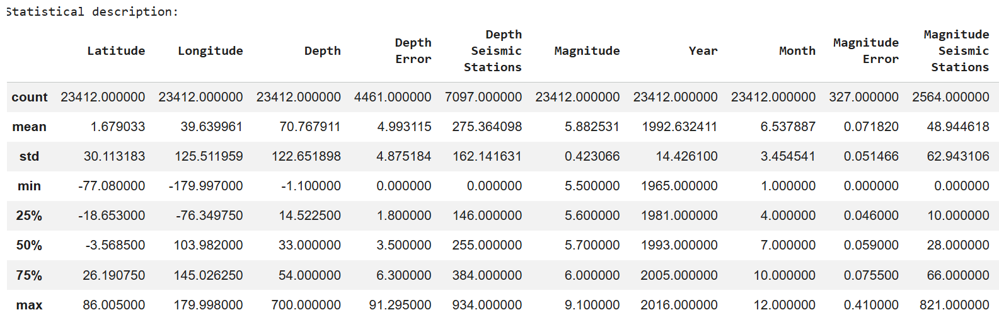 Statistical description:
Latitude Longitude Depth Depth Error Depth Seismic Stations Magnitude Year Month Magnitude Error Magnitude Seismic Stations
count 23412.000000 23412.000000 23412.000000 4461.000000 7097.000000 23412.000000 23412.000000 23412.000000 327.000000 2564.000000
mean 1.679033 39.639961 70.767911 4.993115 275.364098 5.882531 1992.632411 6.537887 0.071820 48.944618
std 30.113183 125.511959 122.651898 4.875184 162.141631 0.423066 14.426100 3.454541 0.051466 62.943106
min -77.080000 -179.997000 -1.100000 0.000000 0.000000 5.500000 1965.000000 1.000000 0.000000 0.000000
25% -18.653000 -76.349750 14.522500 1.800000 146.000000 5.600000 1981.000000 4.000000 0.046000 10.000000
50% -3.568500 103.982000 33.000000 3.500000 255.000000 5.700000 1993.000000 7.000000 0.059000 28.000000
75% 26.190750 145.026250 54.000000 6.300000 384.000000 6.000000 2005.000000 10.000000 0.075500 66.000000
max 86.005000 179.998000 700.000000 91.295000 934.000000 9.100000 2016.000000 12.000000 0.410000 821.000000